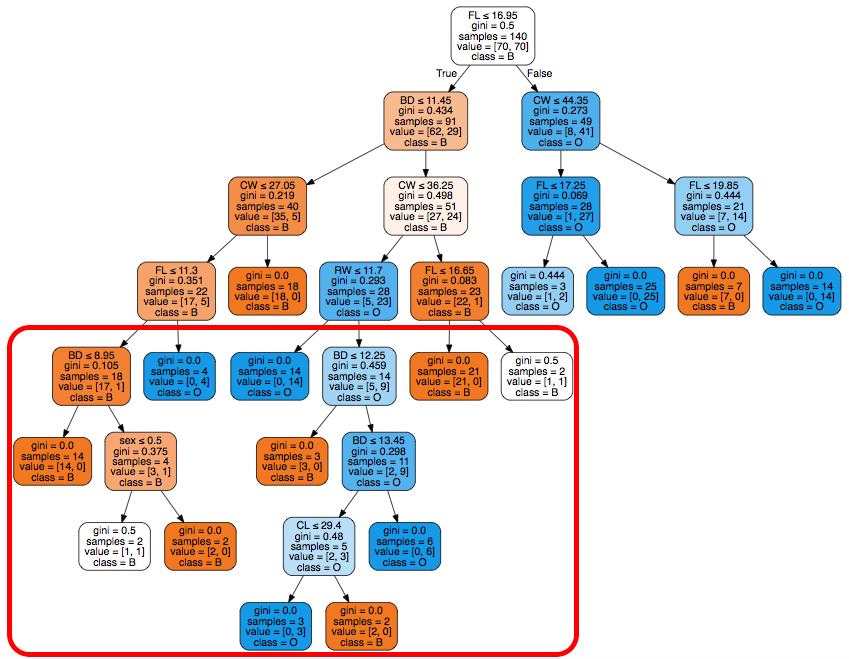 FL ≤ 16.95
gini = 0.5
samples = 140
value = [70, 70]
class = B
True
False
BD ≤ 11.45
gini = 0.434
samples = 91
value = [62, 29]
class = B
CW ≤ 44.35
gini = 0.273
samples = 49
value = [8, 41]
class = O
CW ≤ 27.05
gini = 0.219
samples = 40
value = [35, 5]
class = B
CW ≤ 36.25
gini = 0.498
samples = 51
value = [27, 24]
class = B
FL ≤ 17.25
gini = 0.069
samples = 28
value = [1, 27]
class = O
FL ≤ 19.85
gini = 0.444
samples = 21
value = [7, 14]
class = O
FL ≤ 11.3
gini = 0.351
samples = 22
value = [17, 5]
class = B
gini = 0.0
samples = 18
value = [18, 0]
class = B
RW ≤ 11.7
gini = 0.293
samples = 28
value = [5, 23]
class = O
FL ≤ 16.65
gini = 0.083
samples = 23
value = [22, 1]
class = B
gini = 0.444
samples = 3
value = [1, 2]
class = O
gini = 0.0
samples = 25
value = [0, 25]
class = O
gini = 0.0
samples = 7
value = [7, 0]
class = B
gini = 0.0
samples = 14
value = [0, 14]
class = O
BD ≤ 8.95
gini = 0.105
samples = 18
value = [17, 1]
class = B
gini = 0.0
samples = 4
value = [0, 4]
class = O
gini = 0.0
samples = 14
value = [0, 14]
class = O
BD ≤ 12.25
gini = 0.459
samples = 14
value = [5, 9]
class = O
gini = 0.0
samples = 21
value = [21, 0]
class = B
gini = 0.5
samples = 2
value = [1, 1]
class = B
gini = 0.0
samples = 14
value = [14, 0]
class = B
sex ≤ 0.5
gini = 0.375
samples = 4
value = [3, 1]
class = B
gini = 0.0
samples = 3
value = [3, 0]
class = B
BD ≤ 13.45
gini = 0.298
samples = 11
value = [2, 9]
class = O
gini = 0.5
samples = 2
value = [1, 1]
class = B
gini = 0.0
samples = 2
value = [2, 0]
class = B
CL ≤ 29.4
gini = 0.48
samples = 5
value = [2, 3]
class = O
gini = 0.0
samples = 6
value = [0, 6]
class = O
gini = 0.0
samples = 3
value = [0, 3]
class = O
gini = 0.0
samples = 2
value = [2, 0]
class = B